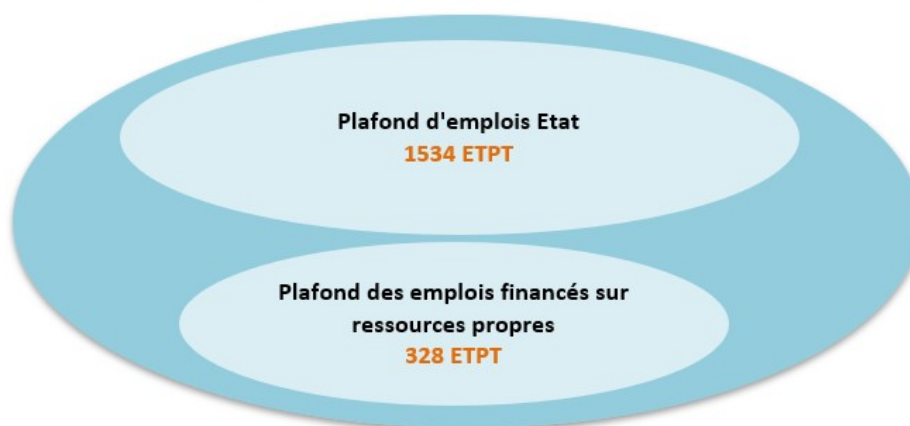 Plafond d'emplois Etat
1534 ETPT
Plafond des emplois financés sur
ressources propres
328 ETPT